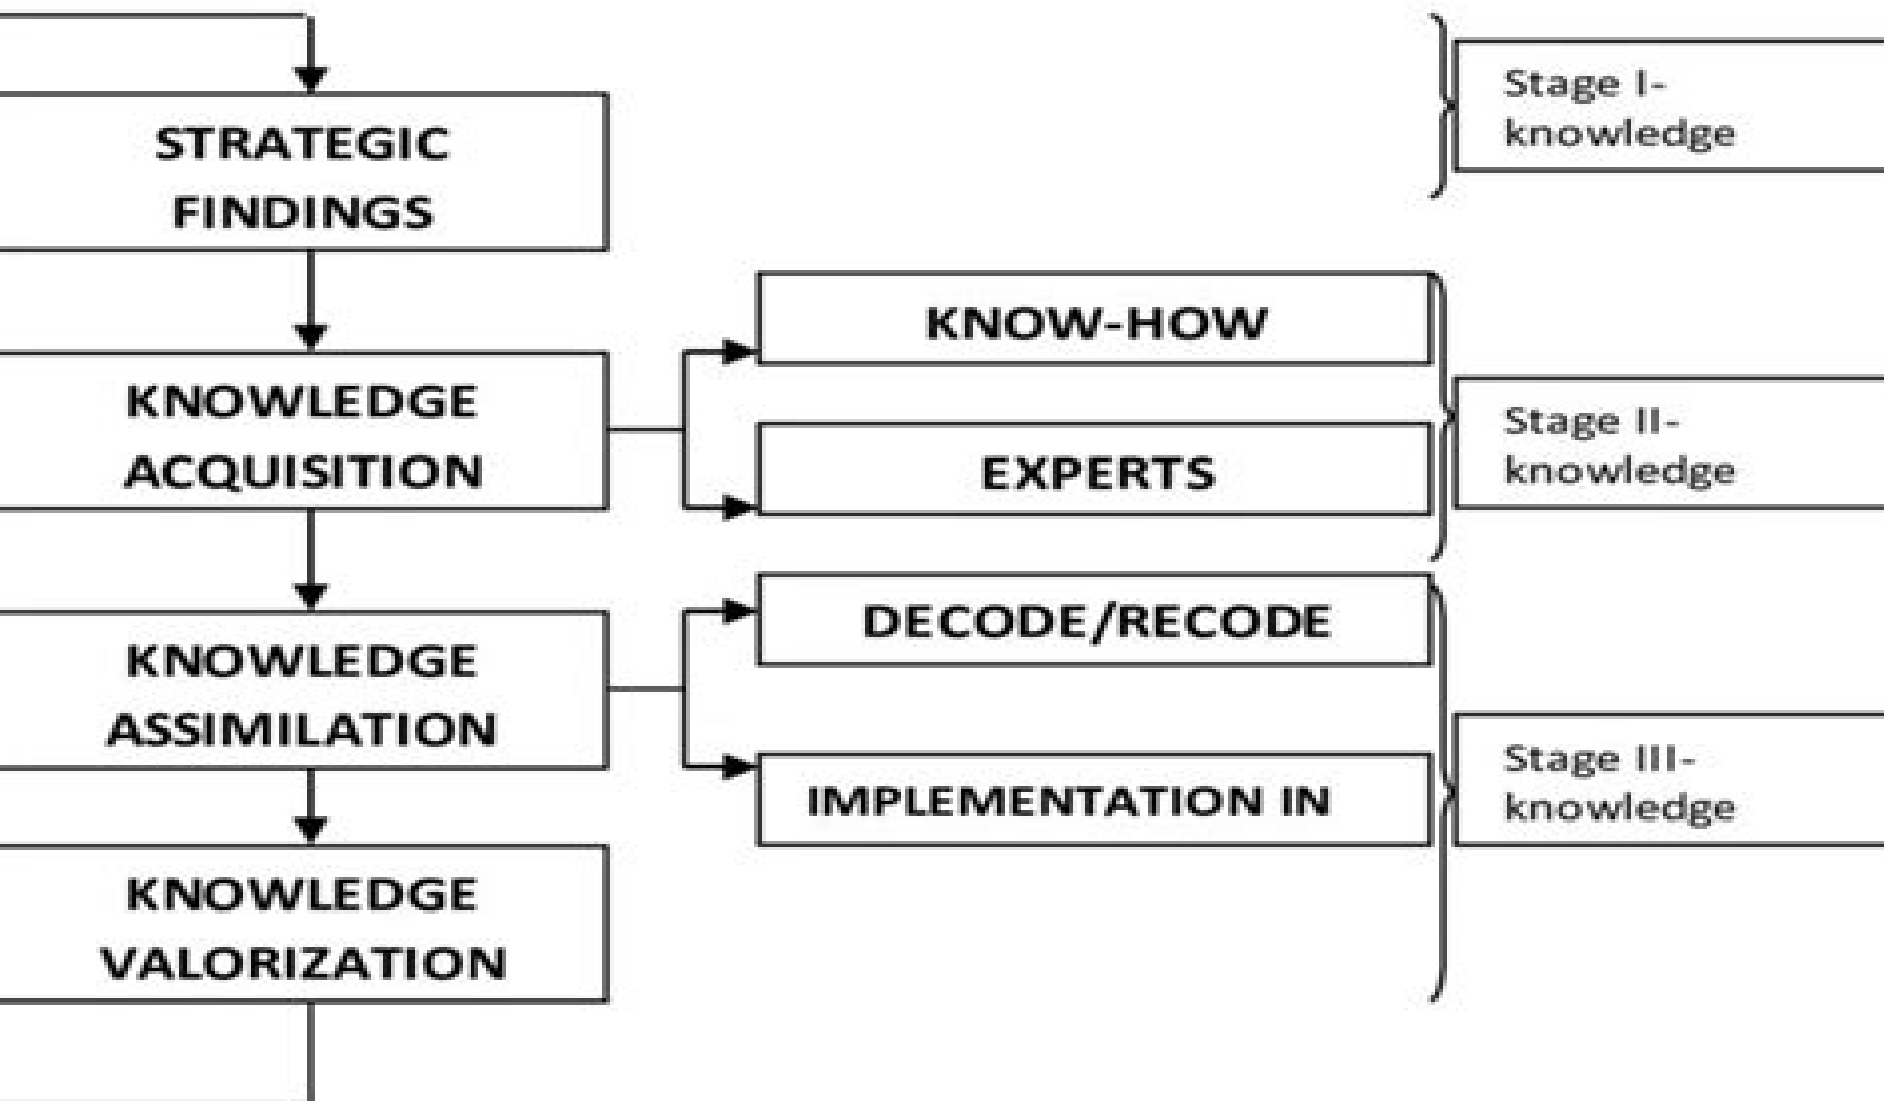 STRATEGIC
FINDINGS
Stage I-
knowledge
KNOWLEDGE
ACQUISITION
KNOW-HOW
EXPERTS
Stage II-
knowledge
KNOWLEDGE
ASSIMILATION
DECODE/RECODE
IMPLEMENTATION IN
Stage III-
knowledge
KNOWLEDGE
VALORIZATION